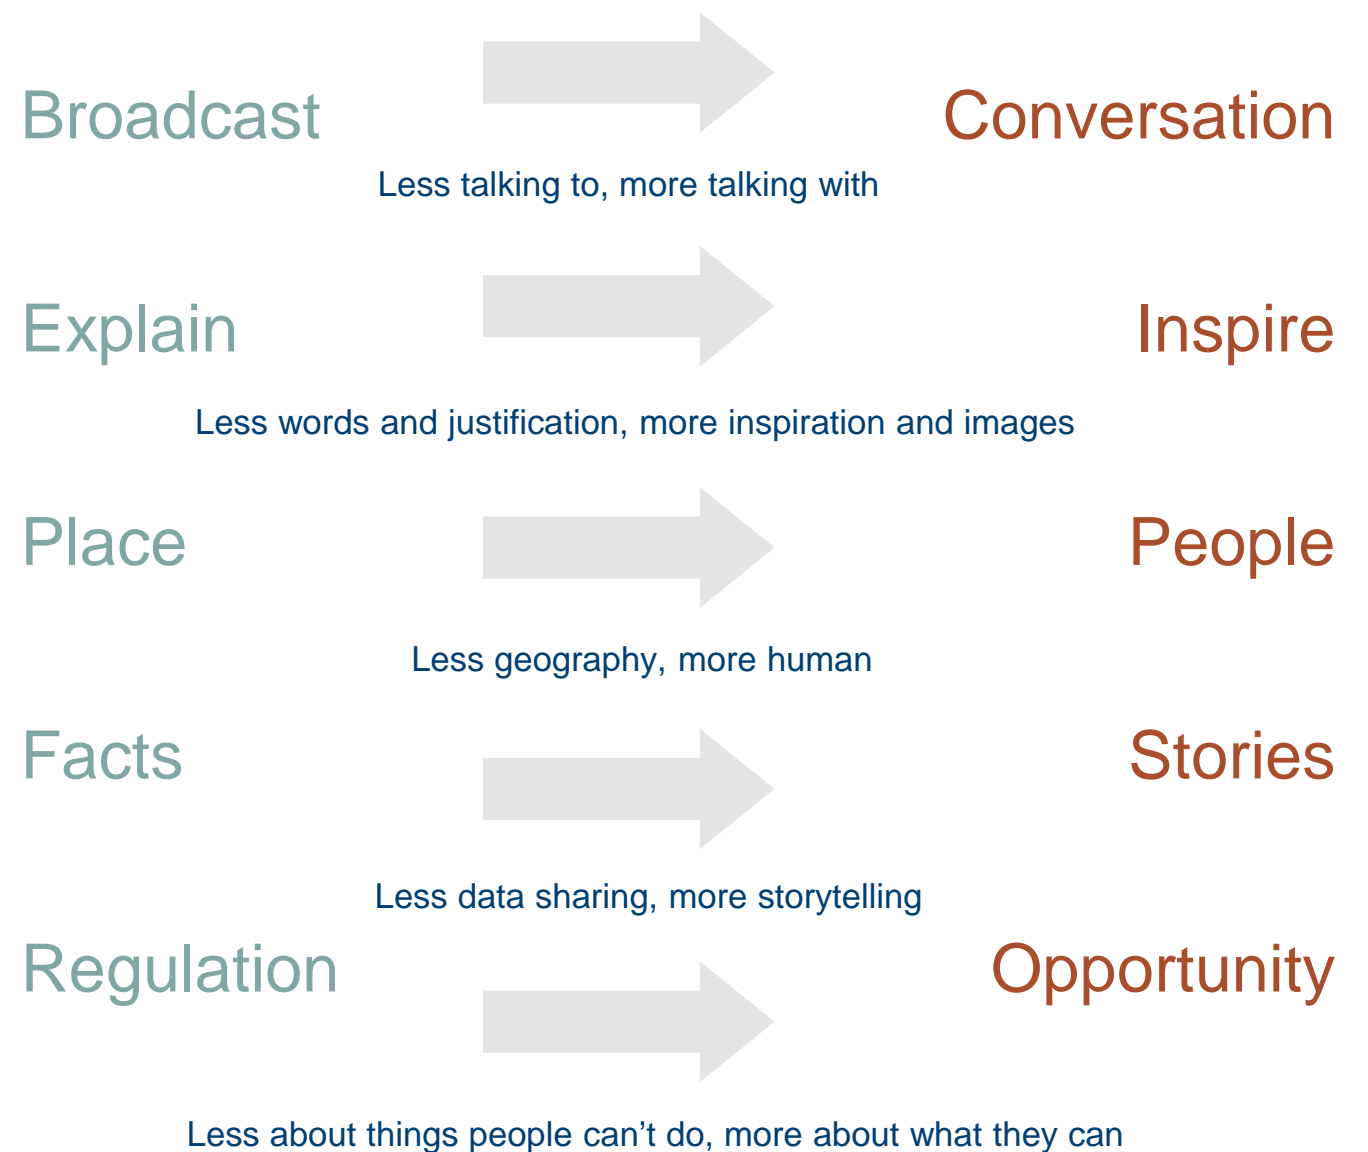 Broadcast
Conversation
Less talking to, more talking with
Explain
Inspire
Less words and justification, more inspiration and images
Place
People
Less geography, more human
Facts
Stories
Less data sharing, more storytelling
Regulation
Opportunity
Less about things people can’t do, more about what they can